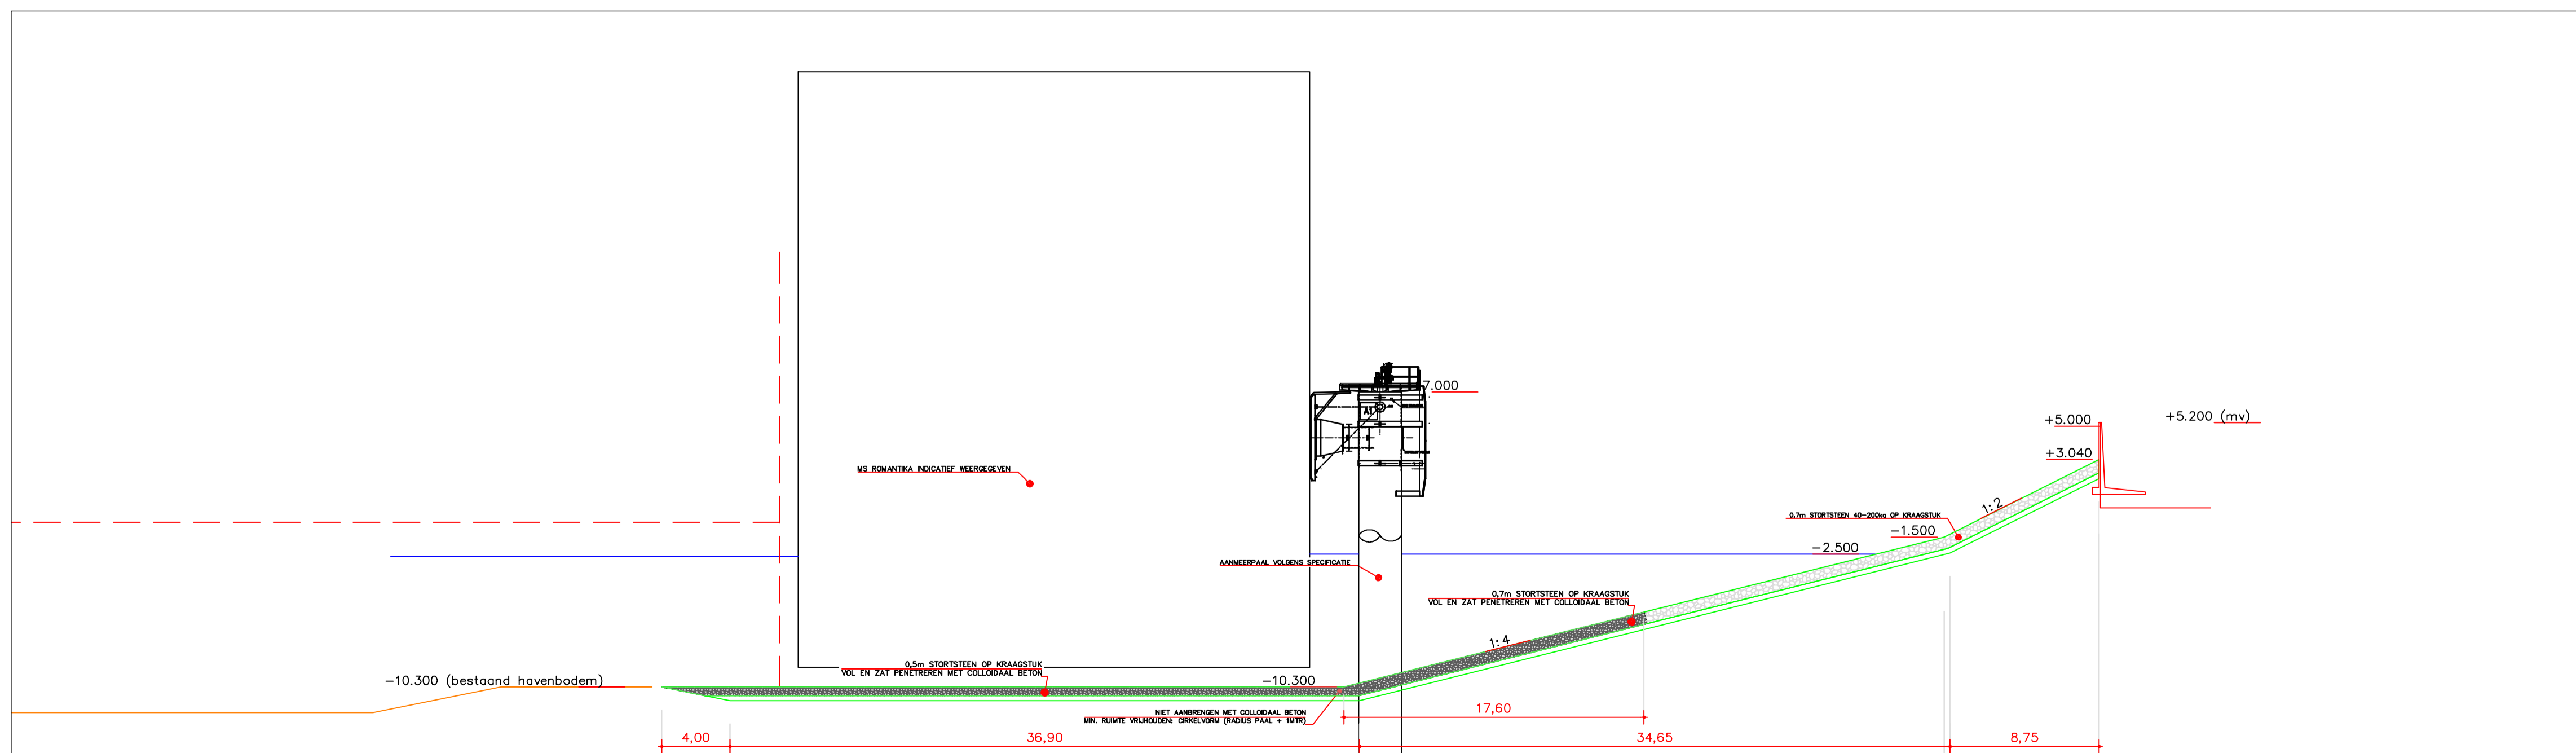 7.000
+5.000
+5.200 (mv)
A1
+3.040
MS ROMANTIKA INDICATIEF WEERGEGEVEN
1:2
0,7m STORTSTEEN 40-200kg OP KRAAGSTUK
-1.500
-2.500
AANMEERPAAL VOLGENS SPECIFICATIE
0,7m STORTSTEEN OP KRAAGSTUK
VOL EN ZAT PENETREREN MET COLLOIDAAL BETON
1:4
0,5m STORTSTEEN OP KRAAGSTUK
VOL EN ZAT PENETREREN MET COLLOIDAAL BETON
-10.300 (bestaand havenbodem)
-10.300
NIET AANBRENGEN MET COLLOIDAAL BETON
MIN. RUIMTE VRIJHOUDEN: CIRKELVORM (RADIUS PAAL + 1MTR)
17,60
4,00
36,90
34,65
8,75